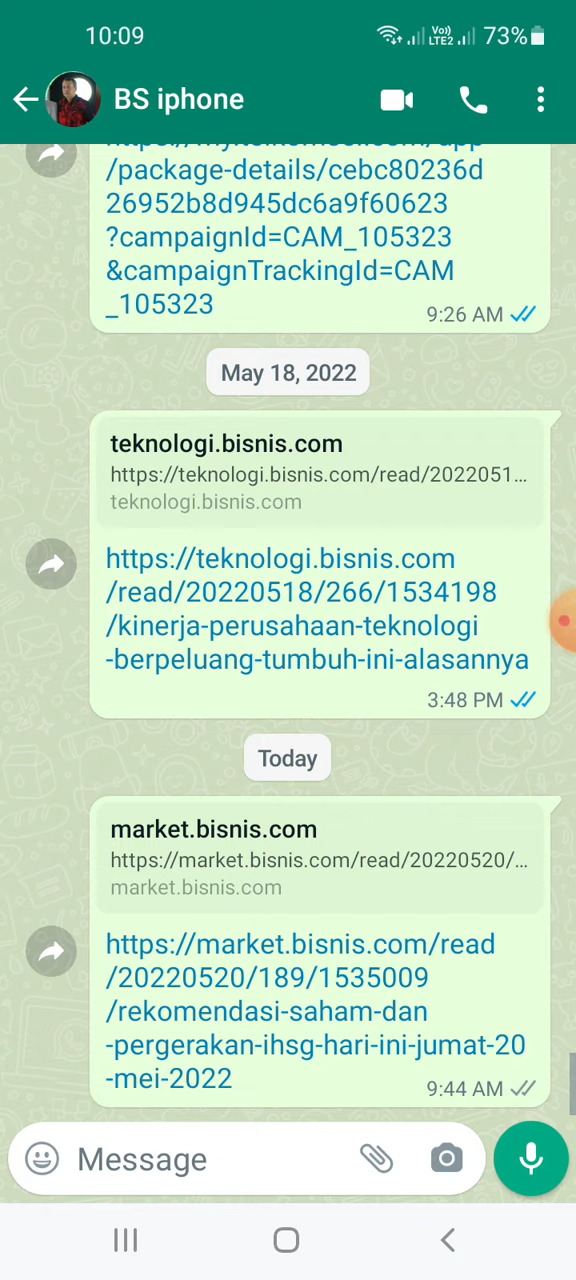 10:09
Vo)) LTE2 73%
BS iphone
/package-details/cebc80236d
26952b8d945dc6a9f60623
?campaignId=CAM_105323
&campaignTrackingId=CAM
_105323
9:26 AM
May 18, 2022
teknologi.bisnis.com
https://teknologi.bisnis.com/read/2022051...
teknologi.bisnis.com
https://teknologi.bisnis.com
/read/20220518/266/1534198
/kinerja-perusahaan-teknologi
-berpeluang-tumbuh-ini-alasannya
3:48 PM
Today
market.bisnis.com
https://market.bisnis.com/read/20220520/...
market.bisnis.com
https://market.bisnis.com/read
/20220520/189/1535009
/rekomendasi-saham-dan
-pergerakan-ihsg-hari-ini-jumat-20
-mei-2022
9:44 AM
Message